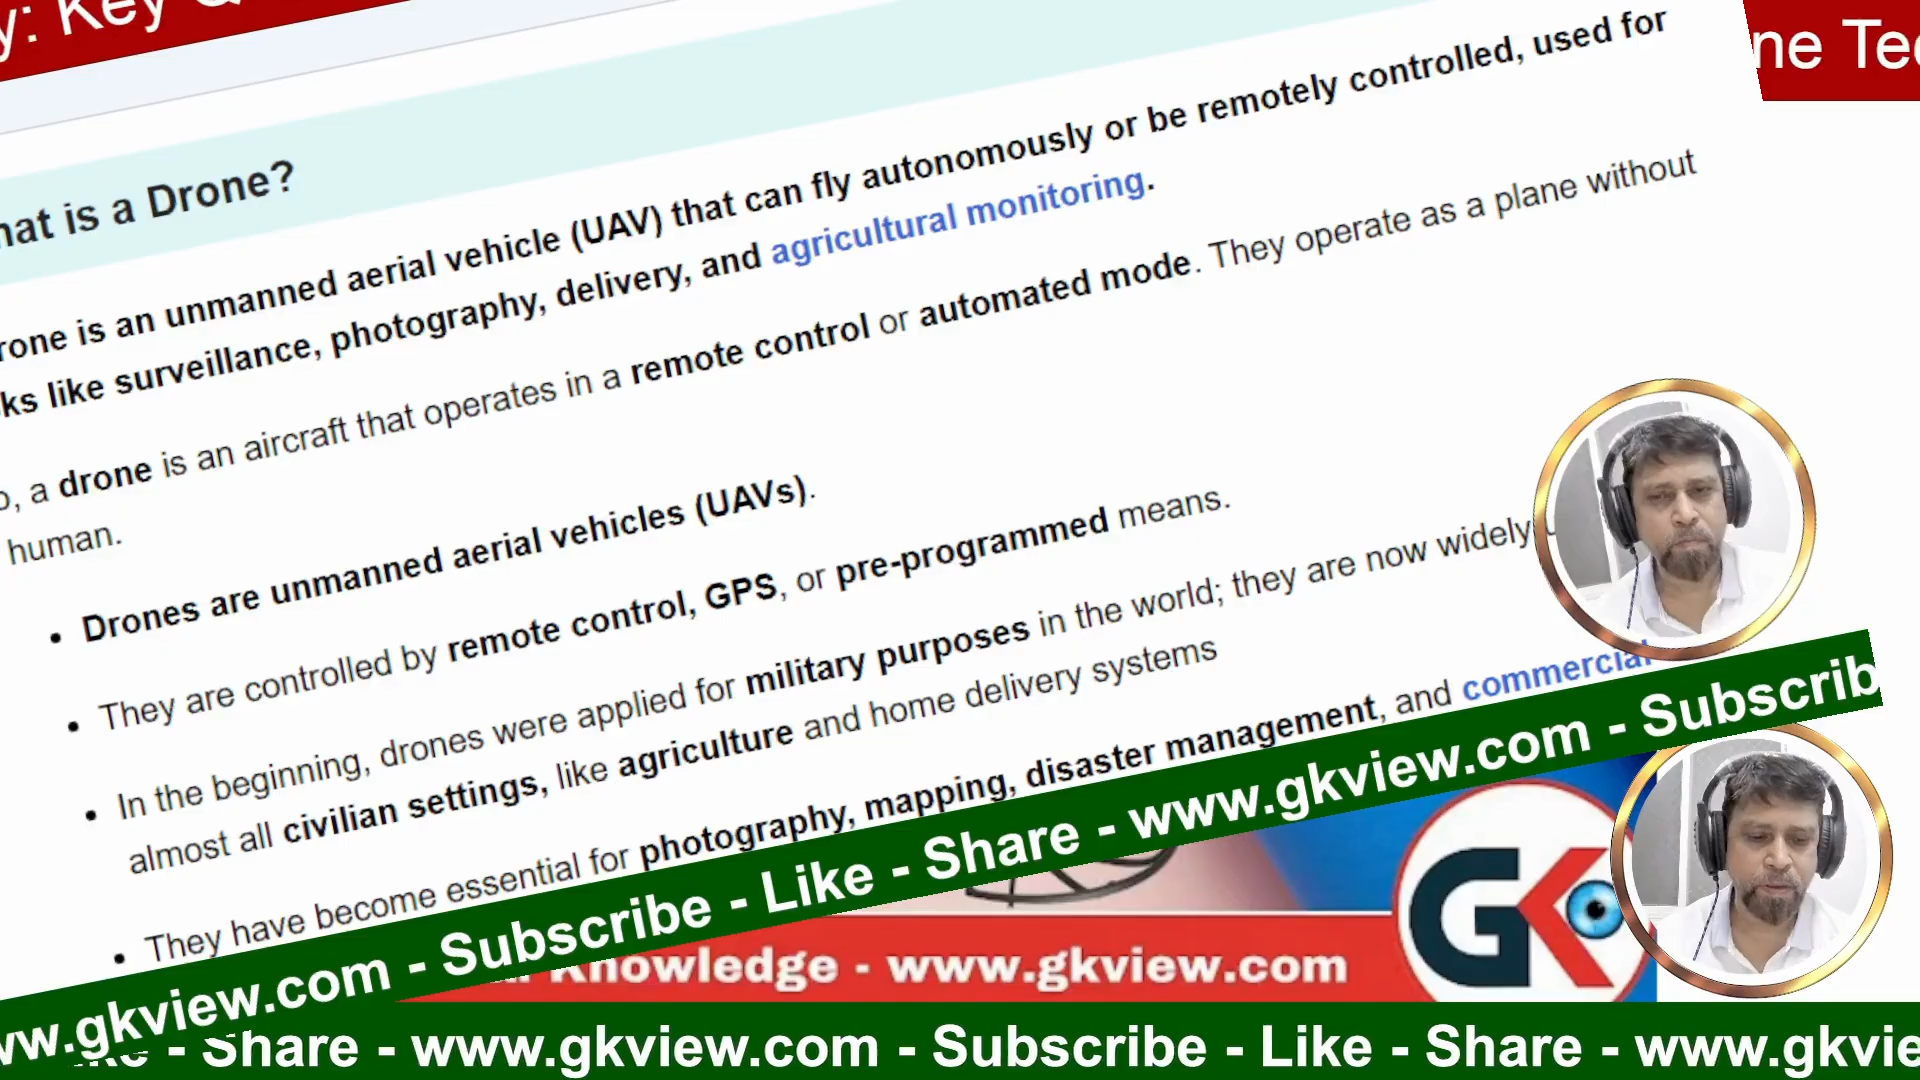 y: Key
ne Tec
hat is a Drone?
rone is an unmanned aerial vehicle (UAV) that can fly autonomously or be remotely controlled, used for
ks like surveillance, photography, delivery, and agricultural monitoring.
o, a drone is an aircraft that operates in a remote control or automated mode. They operate as a plane without
human.
• Drones are unmanned aerial vehicles (UAVs).
• They are controlled by remote control, GPS, or pre-programmed means.
• In the beginning, drones were applied for military purposes in the world; they are now widely
almost all civilian settings, like agriculture and home delivery systems
• They have become essential for photography, mapping, disaster management, and commercial
ww.gkview.com - Subscribe - Like - Share - www.gkview.com - Subscrib
Knowledge - www.gkview.com
GK
- Share - www.gkview.com - Subscribe - Like - Share - www.gkvie